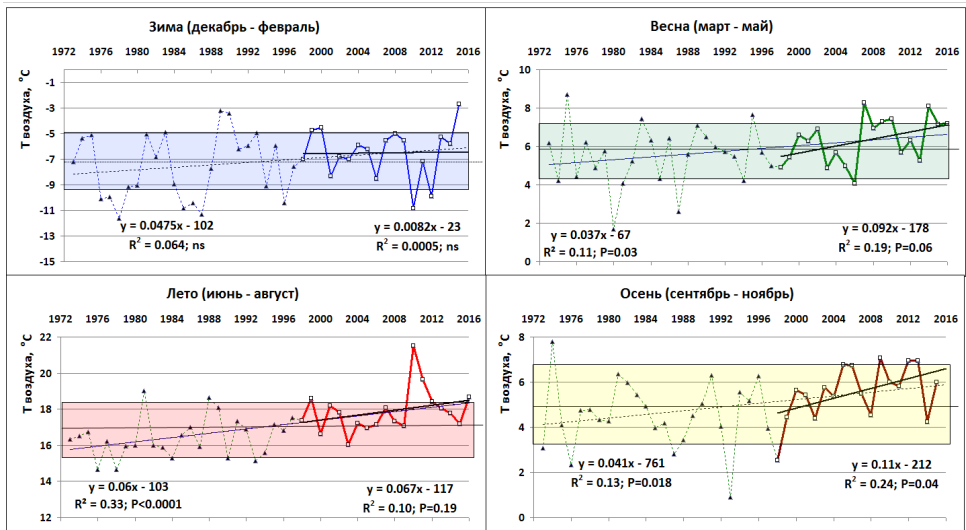 Зима (декабрь - февраль)
1972 1976 1980 1984 1988 1992 1996 2000 2004 2008 2012 2016
Т воздуха, °С
-1
-3
-5
-7
-9
-11
-13
-15
y = 0.0475x - 102
R² = 0.064; ns
y = 0.0082x - 23
R² = 0.0005; ns
Весна (март - май)
1972 1976 1980 1984 1988 1992 1996 2000 2004 2008 2012 2016
Т воздуха, °С
10
8
6
4
2
0
y = 0.037x - 67
R² = 0.11; P=0.03
y = 0.092x - 178
R² = 0.19; P=0.06
Лето (июнь - август)
1972 1976 1980 1984 1988 1992 1996 2000 2004 2008 2012 2016
Т воздуха, °С
22
20
18
16
14
12
y = 0.06x - 103
R² = 0.33; P<0.0001
y = 0.067x - 117
R² = 0.10; P=0.19
Осень (сентябрь - ноябрь)
1972 1976 1980 1984 1988 1992 1996 2000 2004 2008 2012 2016
Т воздуха, °С
8
6
4
2
0
y = 0.041x - 761
R² = 0.13; P=0.018
y = 0.11x - 212
R² = 0.24; P=0.04